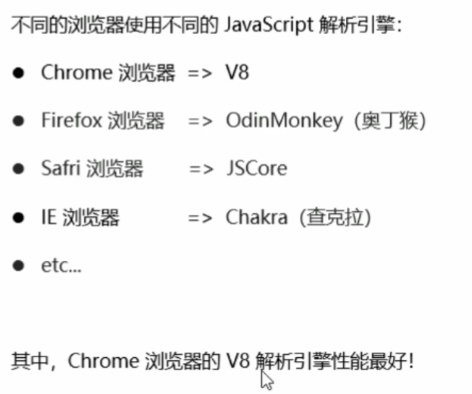 不同的浏览器使用不同的 JavaScript 解析引擎：
● Chrome 浏览器 => V8
● Firefox 浏览器 => OdinMonkey（奥丁猴）
● Safri 浏览器 => JSCore
● IE 浏览器 => Chakra（查克拉）
● etc...
其中，Chrome 浏览器的 V8 解析引擎性能最好！